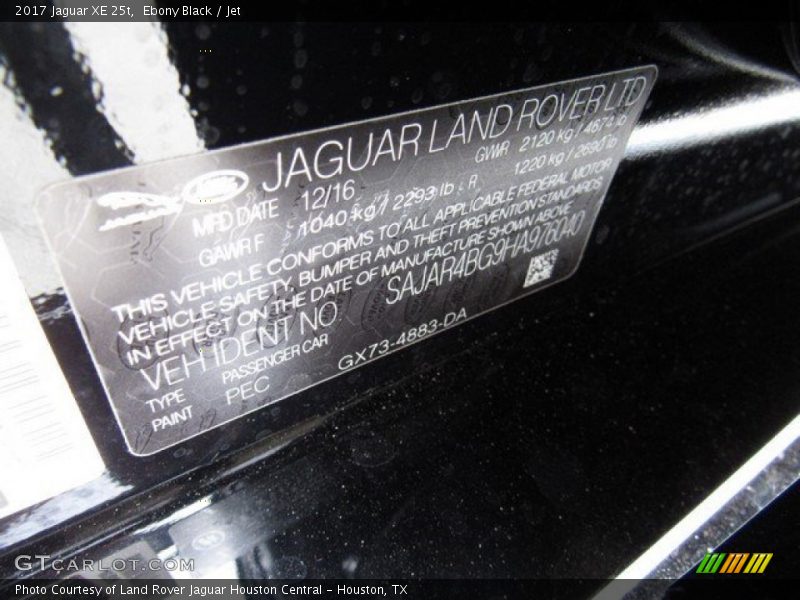 2017 Jaguar XE 25t, Ebony Black / Jet
JAGUAR LAND ROVER LTD
MFD DATE 12/16 GWR 2120 kg / 4674 lb
GAWR F 1040 kg / 2293 lb R 1220 kg / 2690 lb
THIS VEHICLE CONFORMS TO ALL APPLICABLE FEDERAL MOTOR
VEHICLE SAFETY, BUMPER AND THEFT PREVENTION STANDARDS
IN EFFECT ON THE DATE OF MANUFACTURE SHOWN ABOVE
VEH IDENT NO SAJAR4BG9HA976040
TYPE PASSENGER CAR
PAINT PEC GX73-4883-DA
GTCARLOT.COM
Photo Courtesy of Land Rover Jaguar Houston Central - Houston, TX